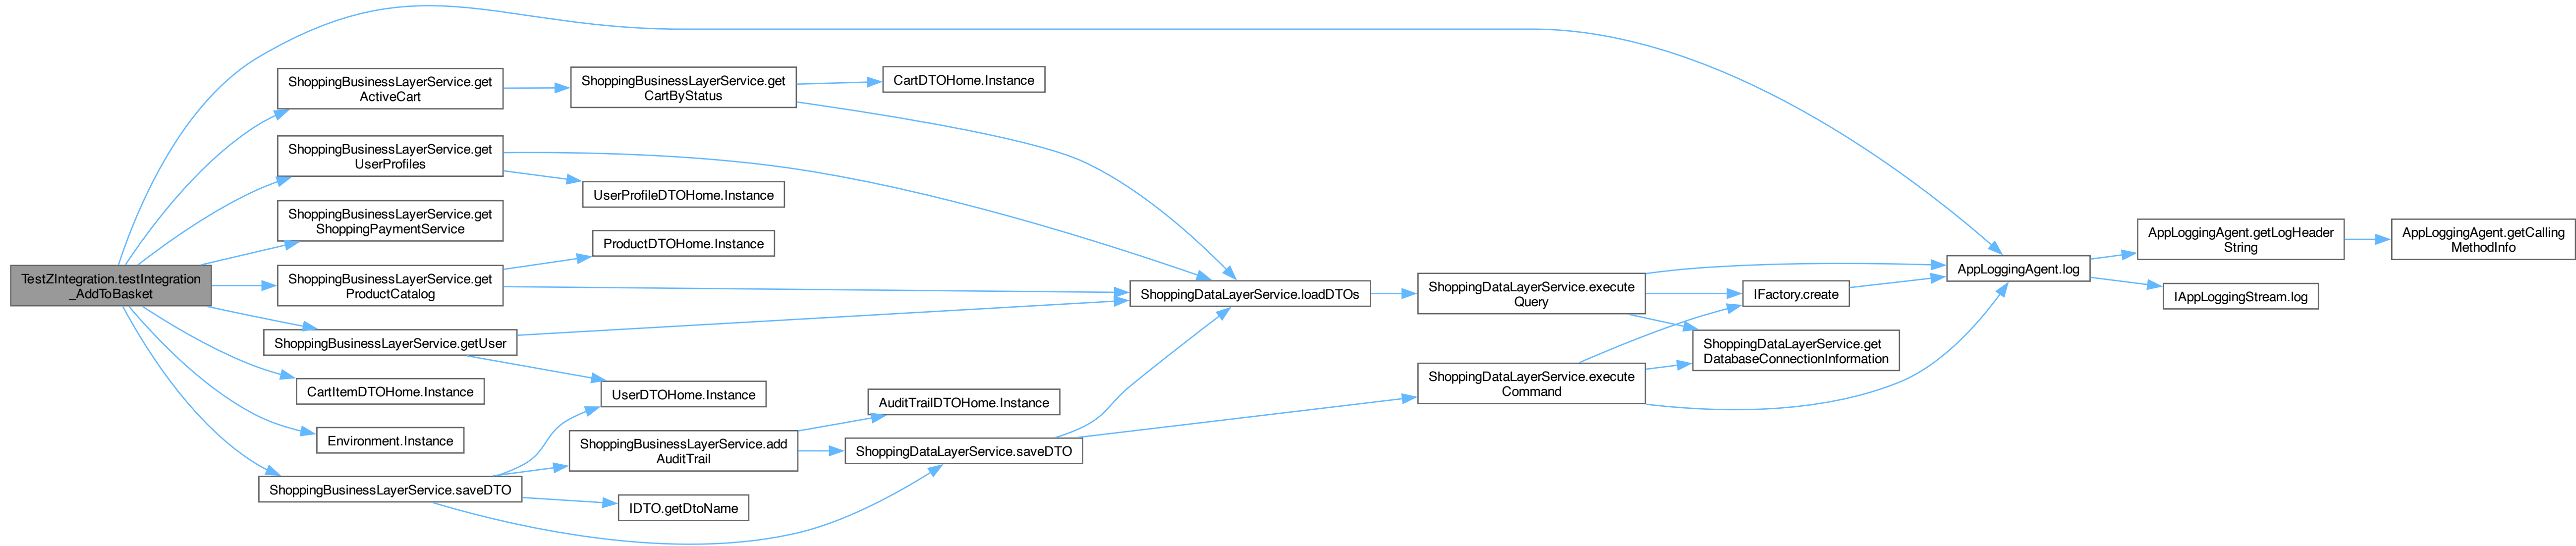 TestZIntegration.testIntegration
_AddToBasket
ShoppingBusinessLayerService.get
ActiveCart
ShoppingBusinessLayerService.get
UserProfiles
ShoppingBusinessLayerService.get
ShoppingPaymentService
ShoppingBusinessLayerService.get
ProductCatalog
ShoppingBusinessLayerService.getUser
CartItemDTOHome.Instance
Environment.Instance
ShoppingBusinessLayerService.saveDTO
ShoppingBusinessLayerService.get
CartByStatus
UserProfileDTOHome.Instance
ProductDTOHome.Instance
UserDTOHome.Instance
ShoppingBusinessLayerService.add
AuditTrail
IDTO.getDtoName
CartDTOHome.Instance
AuditTrailDTOHome.Instance
ShoppingDataLayerService.saveDTO
ShoppingDataLayerService.loadDTOs
ShoppingDataLayerService.execute
Query
ShoppingDataLayerService.execute
Command
IFactory.create
ShoppingDataLayerService.get
DatabaseConnectionInformation
AppLoggingAgent.log
AppLoggingAgent.getLogHeader
String
IAppLoggingStream.log
AppLoggingAgent.getCalling
MethodInfo